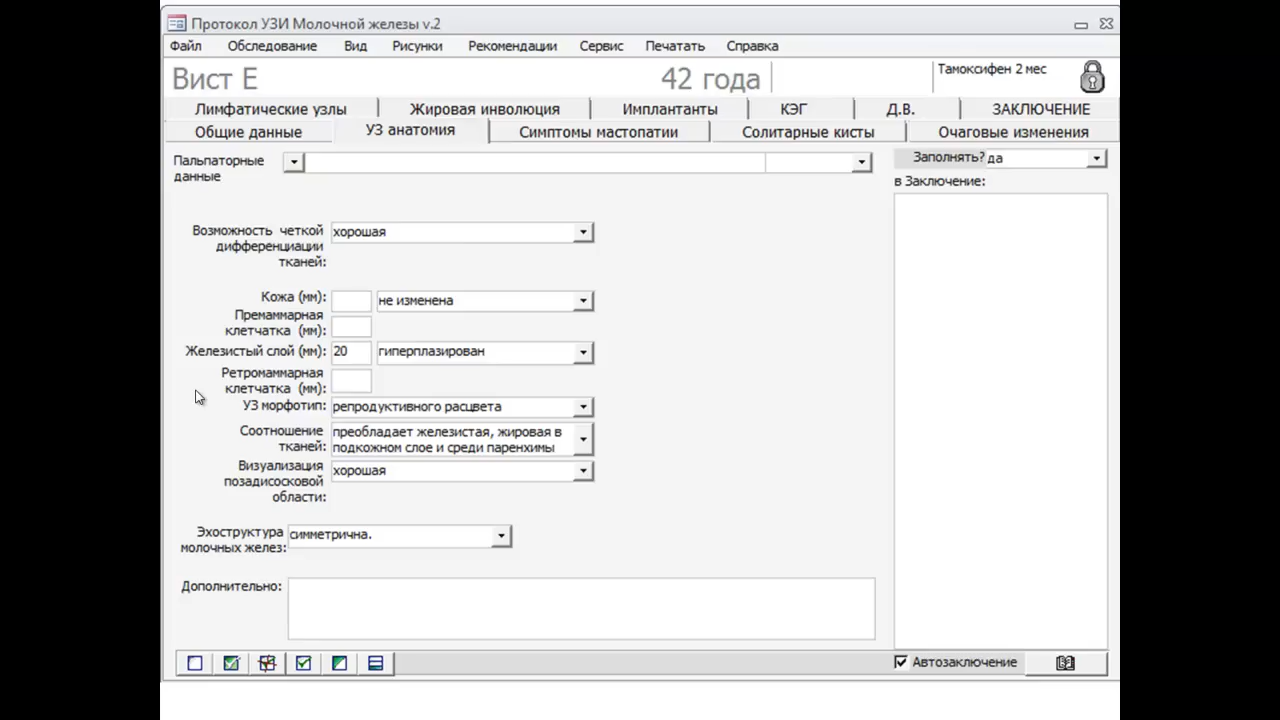 Протокол УЗИ Молочной железы v.2
Файл Обследование Вид Рисунки Рекомендации Сервис Печатать Справка
Вист Е 42 года Тамоксифен 2 мес
Лимфатические узлы Жировая инволюция Имплантанты КЭГ Д.В. ЗАКЛЮЧЕНИЕ
Общие данные УЗ анатомия Симптомы мастопатии Солитарные кисты Очаговые изменения
Пальпаторные
данные
Заполнять? да
в Заключение:
Возможность четкой
дифференциации
тканей:
хорошая
Кожа (мм): не изменена
Премаммарная
клетчатка (мм):
Железистый слой (мм): 20 гиперплазирован
Ретромаммарная
клетчатка (мм):
УЗ морфотип: репродуктивного расцвета
Соотношение
тканей:
преобладает железистая, жировая в
подкожном слое и среди паренхимы
Визуализация
позадисосковой
области:
хорошая
Эхоструктура
молочных желез:
симметрична.
Дополнительно:
Автозаключение